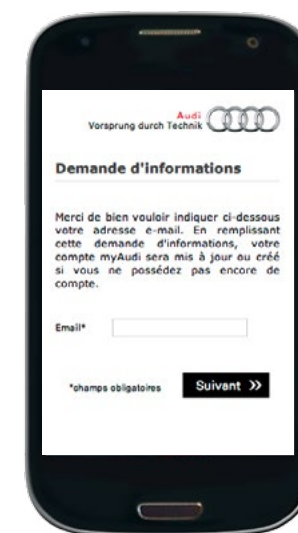 Audi
Vorsprung durch Technik
Demande d'informations
Merci de bien vouloir indiquer ci-dessous
votre adresse e-mail. En remplissant
cette demande d'informations, votre
compte myAudi sera mis à jour ou créé
si vous ne possédez pas encore de
compte.
Email*
*champs obligatoires
Suivant »